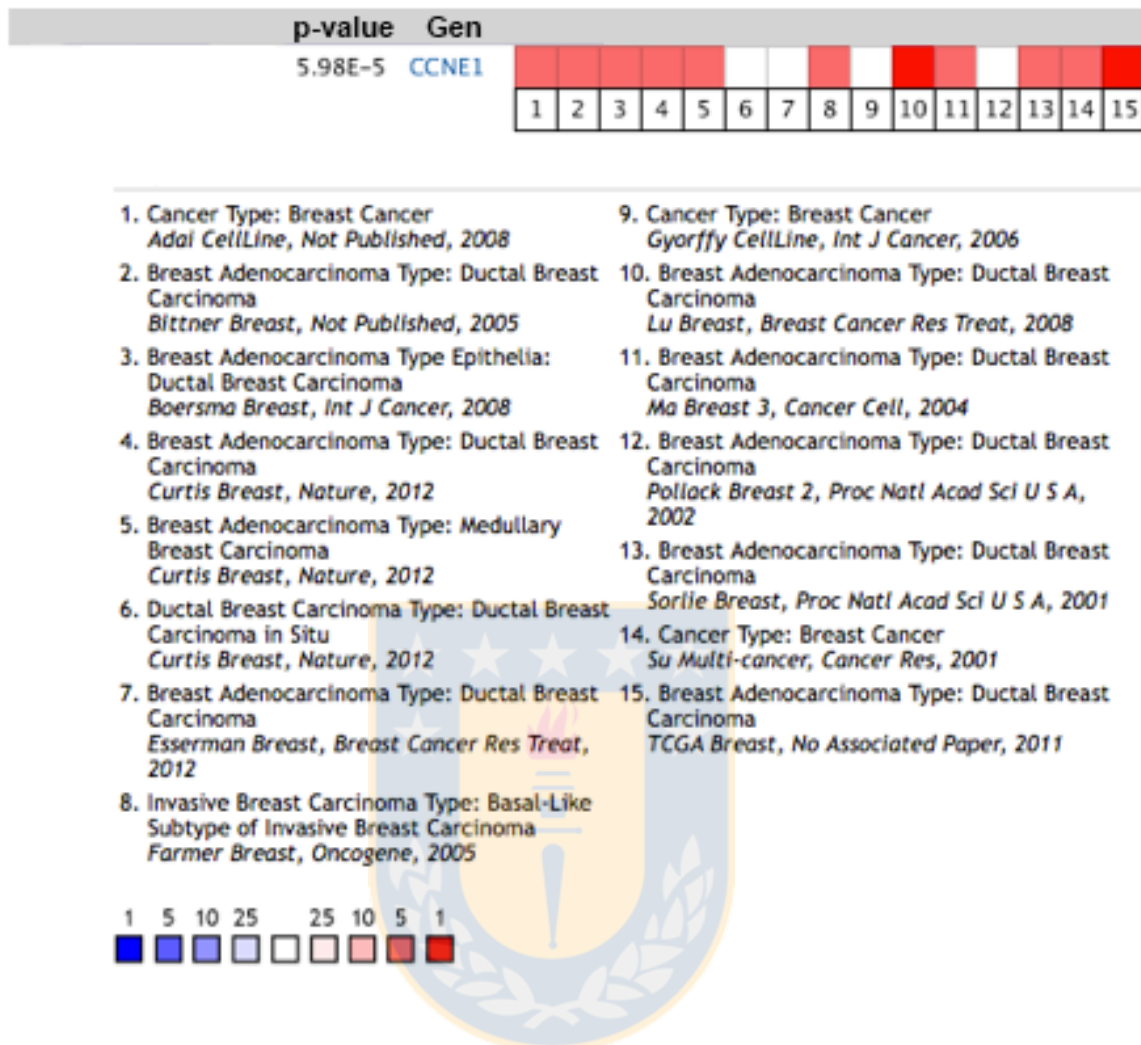 p-value Gen
5.98E-5 CCNE1
1 2 3 4 5 6 7 8 9 10 11 12 13 14 15
1. Cancer Type: Breast Cancer
Adai CellLine, Not Published, 2008
2. Breast Adenocarcinoma Type: Ductal Breast
Carcinoma
Bittner Breast, Not Published, 2005
3. Breast Adenocarcinoma Type Epithelia:
Ductal Breast Carcinoma
Boersma Breast, Int J Cancer, 2008
4. Breast Adenocarcinoma Type: Ductal Breast
Carcinoma
Curtis Breast, Nature, 2012
5. Breast Adenocarcinoma Type: Medullary
Breast Carcinoma
Curtis Breast, Nature, 2012
6. Ductal Breast Carcinoma Type: Ductal Breast
Carcinoma in Situ
Curtis Breast, Nature, 2012
7. Breast Adenocarcinoma Type: Ductal Breast
Carcinoma
Esserman Breast, Breast Cancer Res Treat,
2012
8. Invasive Breast Carcinoma Type: Basal-Like
Subtype of Invasive Breast Carcinoma
Farmer Breast, Oncogene, 2005
9. Cancer Type: Breast Cancer
Gyorffy CellLine, Int J Cancer, 2006
10. Breast Adenocarcinoma Type: Ductal Breast
Carcinoma
Lu Breast, Breast Cancer Res Treat, 2008
11. Breast Adenocarcinoma Type: Ductal Breast
Carcinoma
Ma Breast 3, Cancer Cell, 2004
12. Breast Adenocarcinoma Type: Ductal Breast
Carcinoma
Pollack Breast 2, Proc Natl Acad Sci U S A,
2002
13. Breast Adenocarcinoma Type: Ductal Breast
Carcinoma
Sorlie Breast, Proc Natl Acad Sci U S A, 2001
14. Cancer Type: Breast Cancer
Su Multi-cancer, Cancer Res, 2001
15. Breast Adenocarcinoma Type: Ductal Breast
Carcinoma
TCGA Breast, No Associated Paper, 2011
1 5 10 25 25 10 5 1